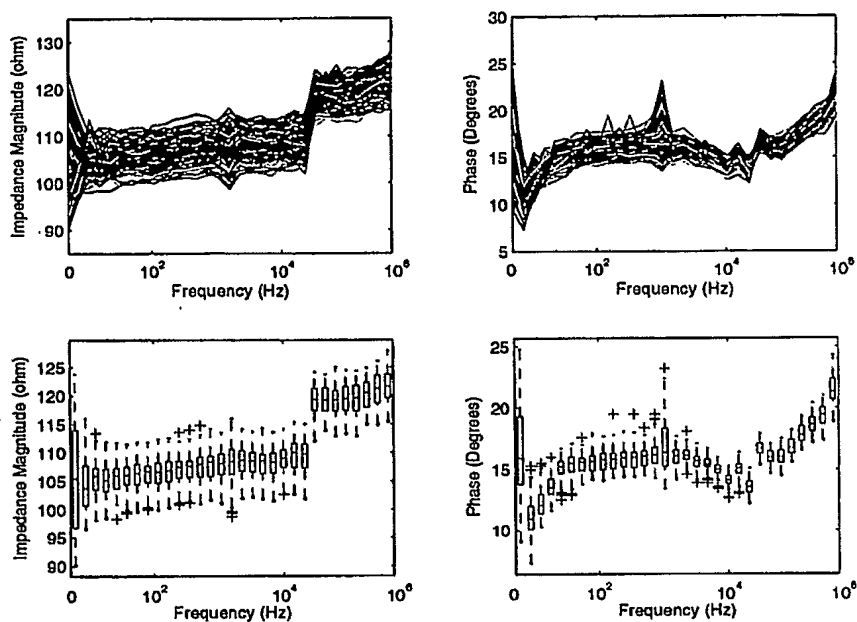 Impedance Magnitude (ohm)
130
120
110
100
90
0 10² 10⁴ 10⁶
Frequency (Hz)
Phase (Degrees)
30
25
20
15
10
5
0 10² 10⁴ 10⁶
Frequency (Hz)
Impedance Magnitude (ohm)
125
120
115
110
105
100
95
90
0 10² 10⁴ 10⁶
Frequency (Hz)
Phase (Degrees)
25
20
15
10
0 10² 10⁴ 10⁶
Frequency (Hz)